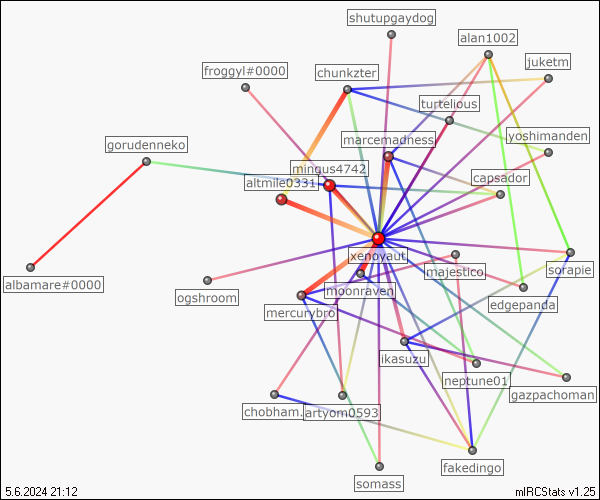 shutupgaydog
alan1002
juketm
froggyl#0000
chunkzter
turtelious
yoshimanden
marcemadness
gorudenneko
mingus4742
capsador
altmile0331
xenoyaut
sorapie
majestico
albamare#0000
moonraven
ogshroom
edgepanda
mercurybro
ikasuzu
neptune01
gazpachoman
chobham.
artyom0593
fakedingo
somass
5.6.2024 21:12
mIRCStats v1.25